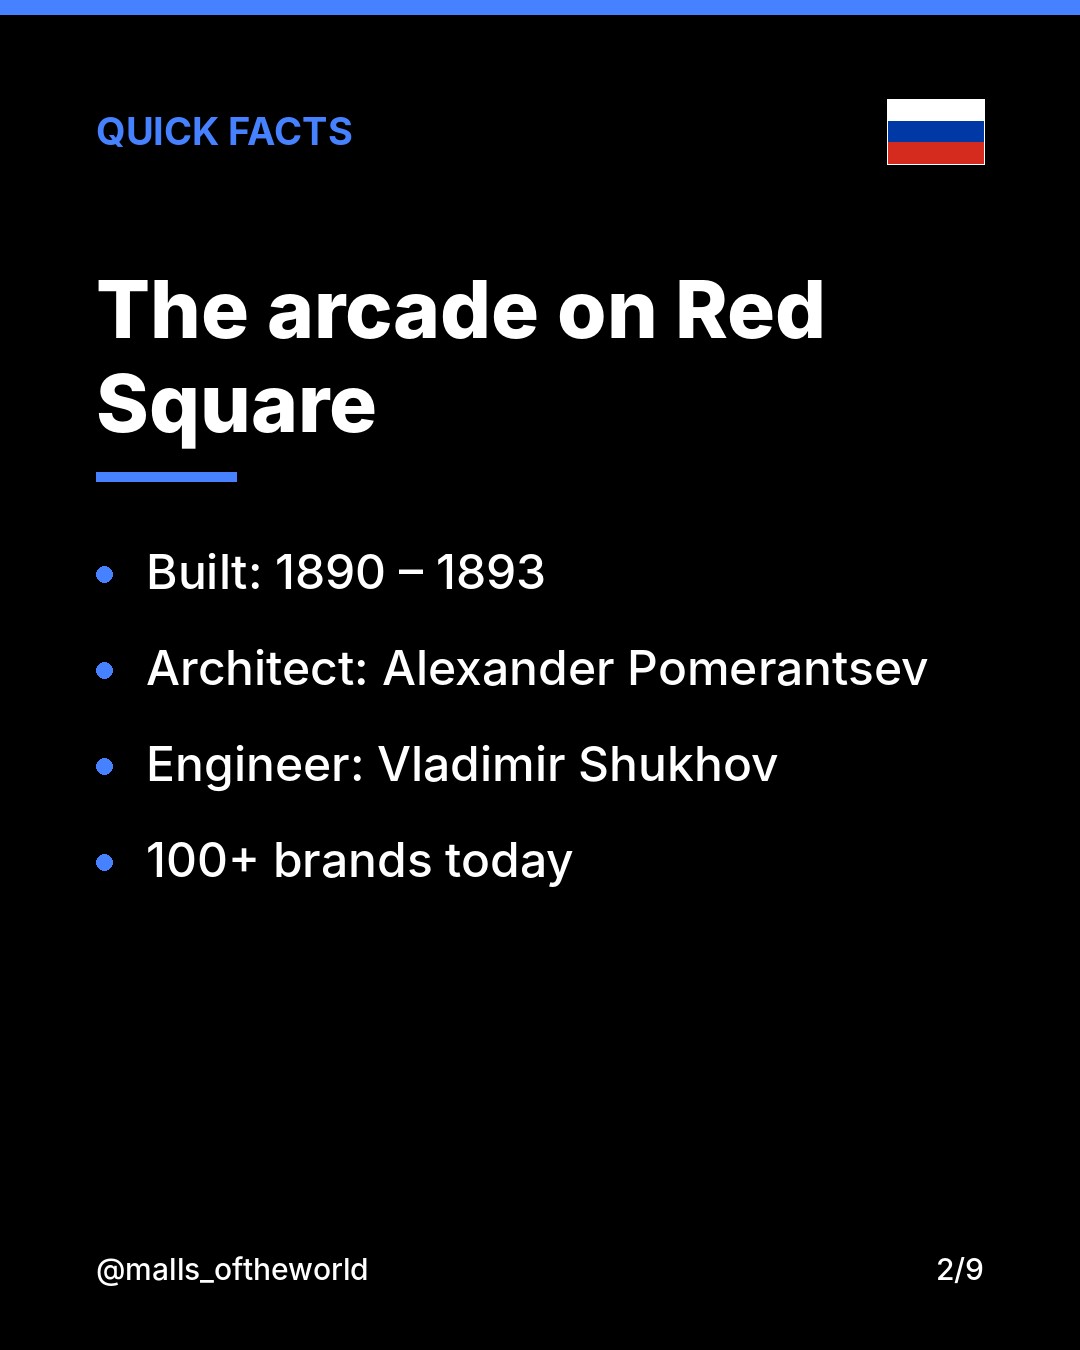 QUICK FACTS
The arcade on Red
Square
Built: 1890 – 1893
Architect: Alexander Pomerantsev
Engineer: Vladimir Shukhov
100+ brands today
@malls_oftheworld
2/9